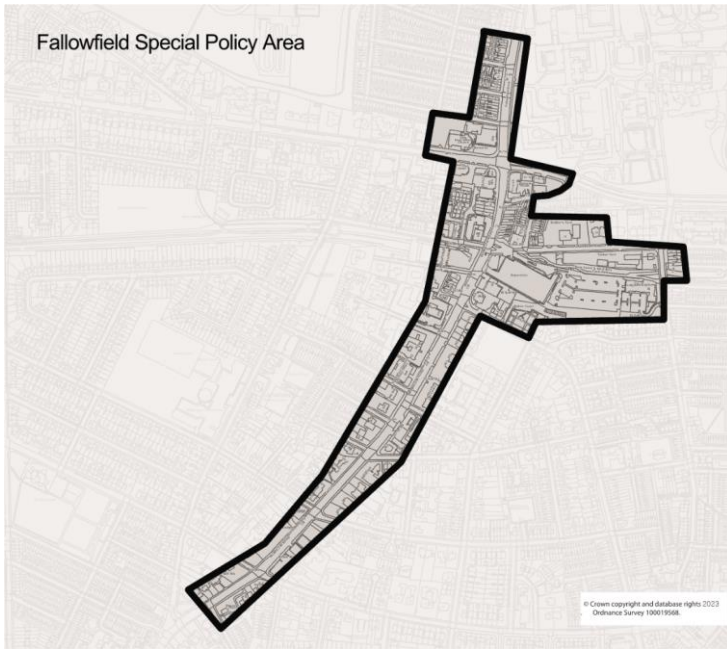 Fallowfield Special Policy Area
© Crown copyright and database rights 2023
Ordnance Survey 100019568.